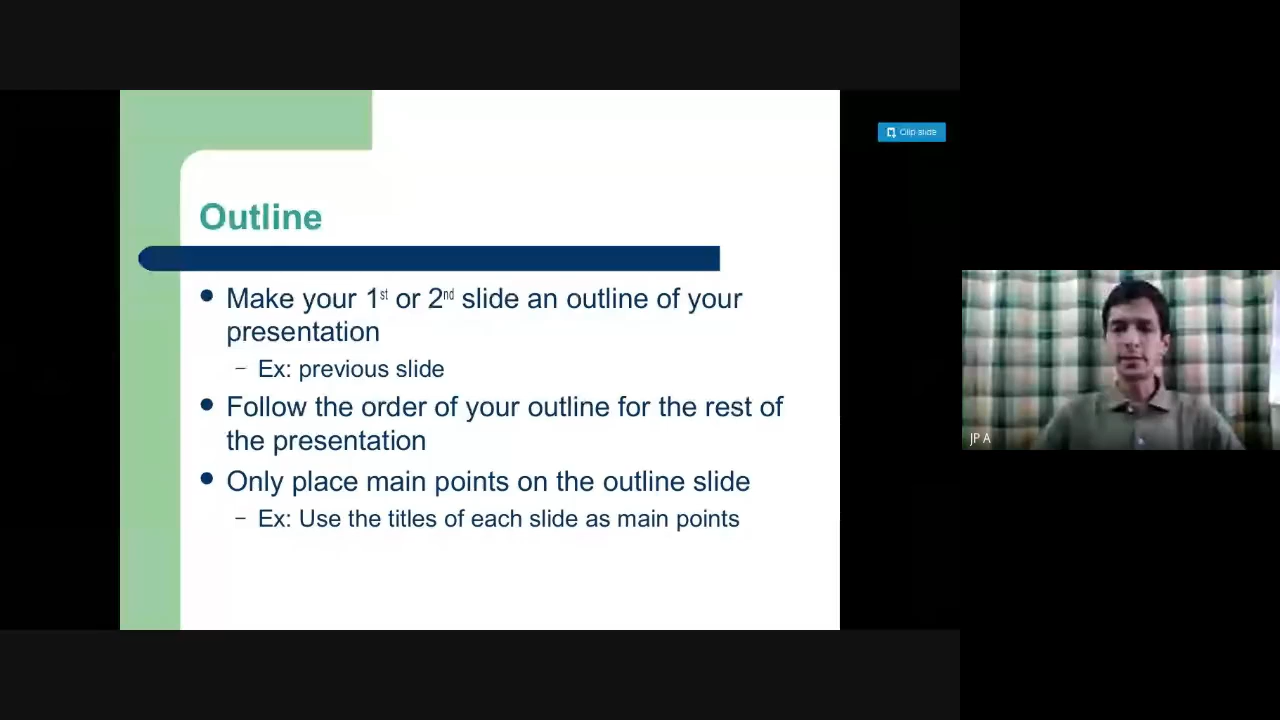 Clip slide
Outline
Make your 1st or 2nd slide an outline of your
presentation
– Ex: previous slide
Follow the order of your outline for the rest of
the presentation
Only place main points on the outline slide
– Ex: Use the titles of each slide as main points
JP A